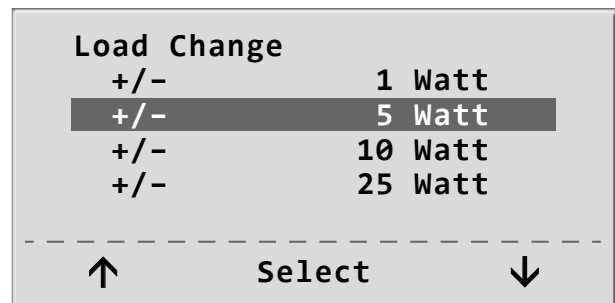 Load Change
+/- 1 Watt
+/- 5 Watt
+/- 10 Watt
+/- 25 Watt
↑ Select ↓